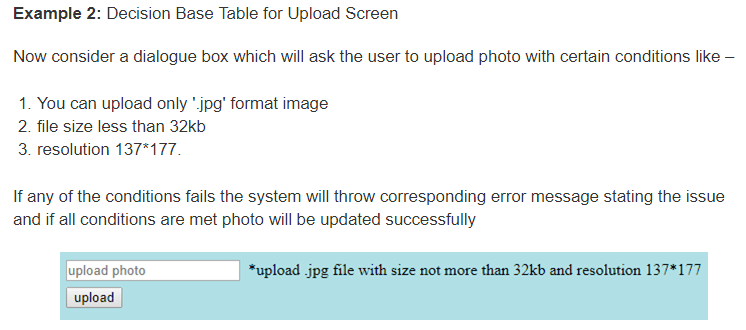 Example 2: Decision Base Table for Upload Screen
Now consider a dialogue box which will ask the user to upload photo with certain conditions like –
1. You can upload only '.jpg' format image
2. file size less than 32kb
3. resolution 137*177.
If any of the conditions fails the system will throw corresponding error message stating the issue
and if all conditions are met photo will be updated successfully
upload photo *upload .jpg file with size not more than 32kb and resolution 137*177
upload